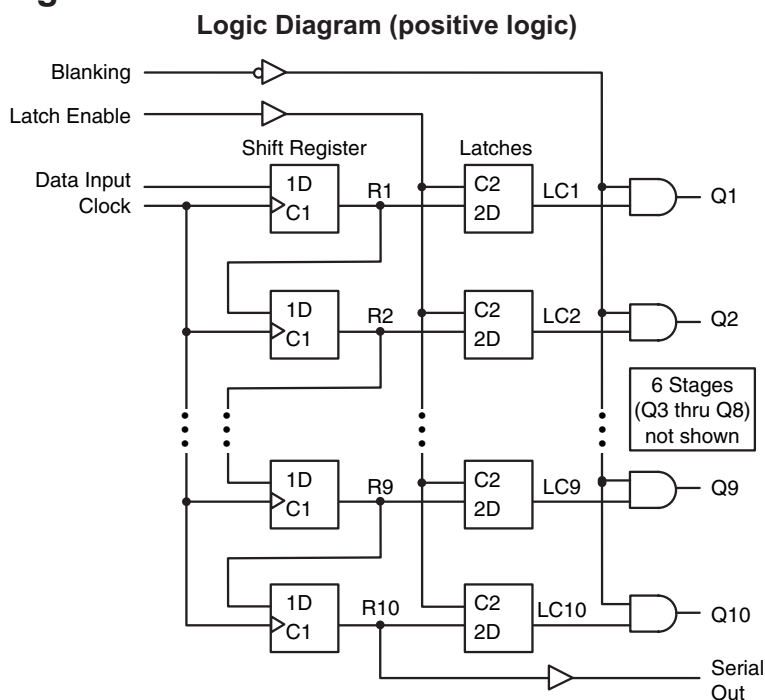 Logic Diagram (positive logic)
Blanking
Latch Enable
Shift Register
Latches
Data Input
Clock
1D
C1
R1
C2
2D
LC1
Q1
1D
C1
R2
C2
2D
LC2
Q2
6 Stages
(Q3 thru Q8)
not shown
1D
C1
R9
C2
2D
LC9
Q9
1D
C1
R10
C2
2D
LC10
Q10
Serial
Out